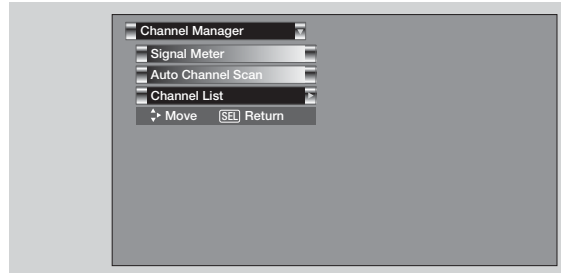 Channel Manager
Signal Meter
Auto Channel Scan
Channel List
Move SEL Return